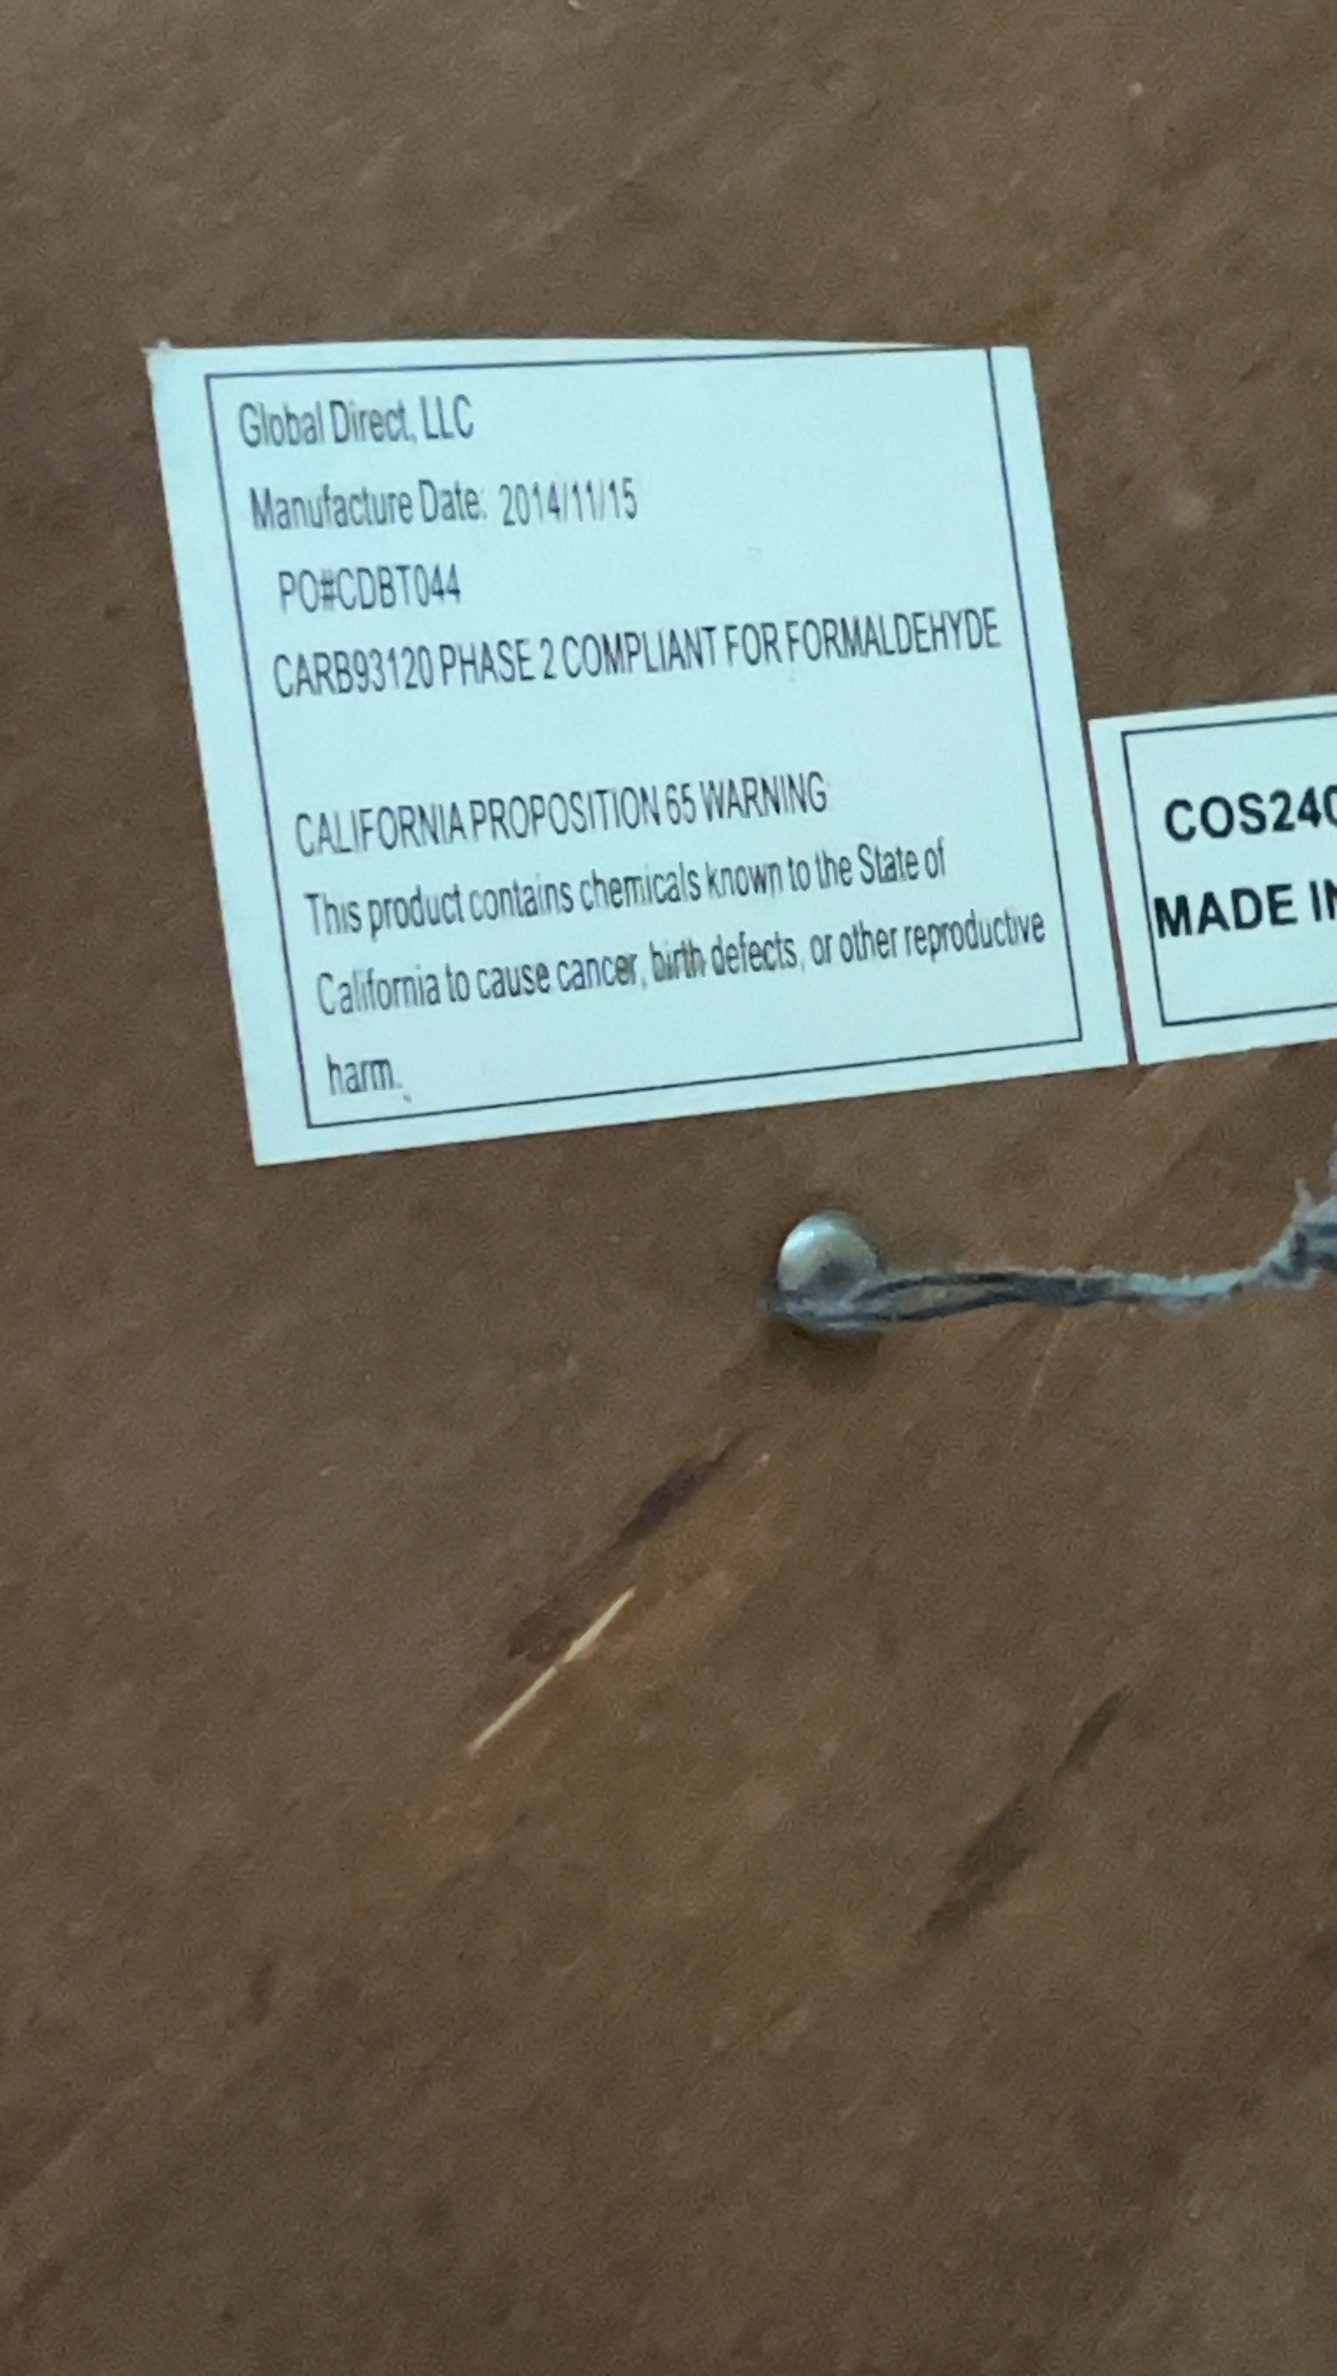 Global Direct, LLC
Manufacture Date: 2014/11/15
PO#CDBT044
CARB93120 PHASE 2 COMPLIANT FOR FORMALDEHYDE
CALIFORNIA PROPOSITION 65 WARNING
This product contains chemicals known to the State of
California to cause cancer, birth defects, or other reproductive
harm.
COS240
MADE IN